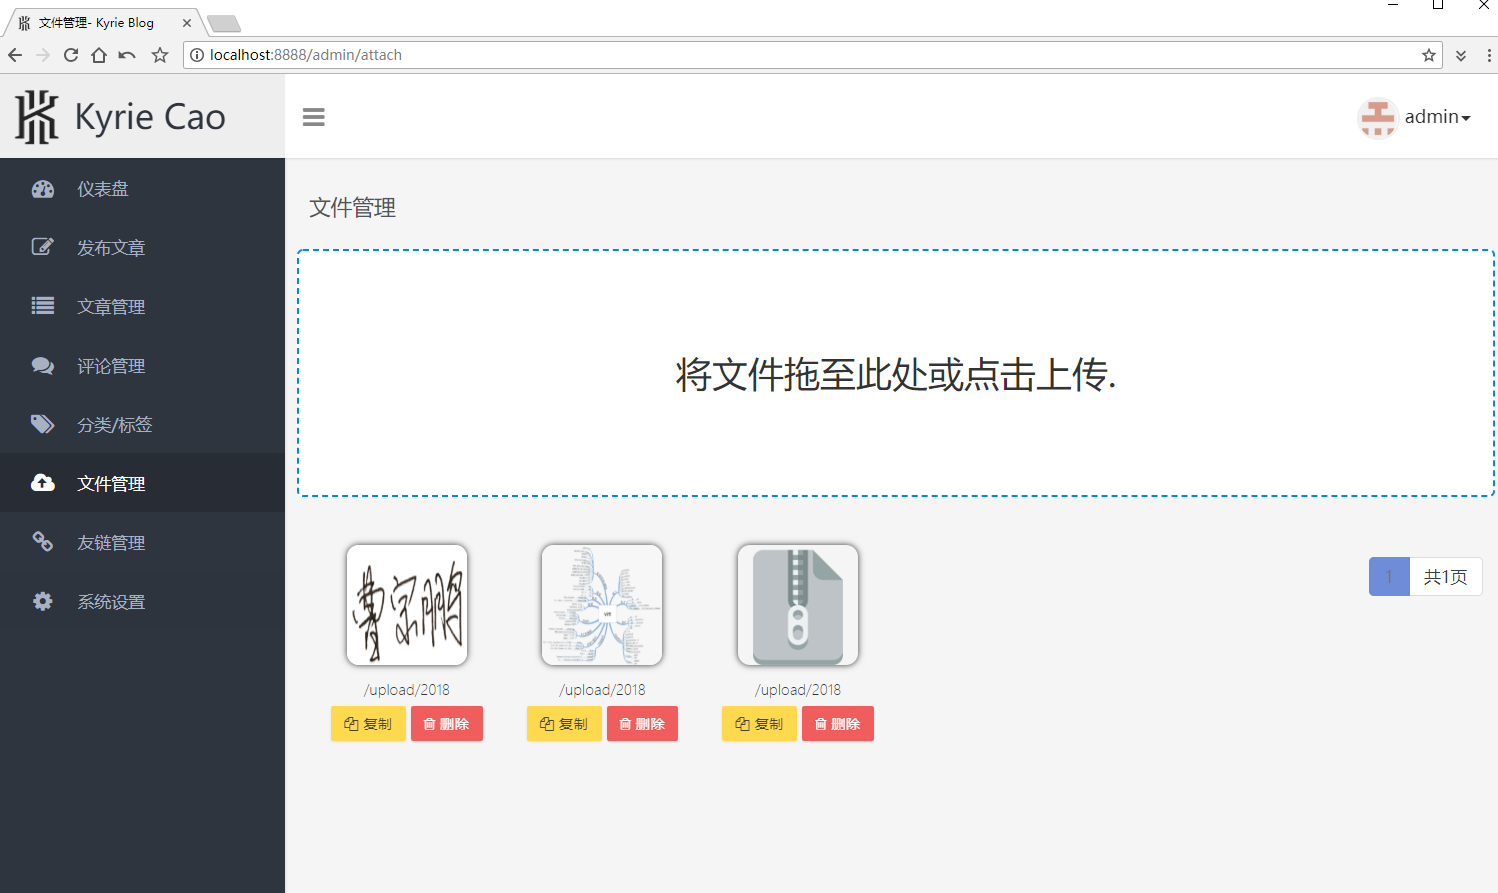 文件管理- Kyrie Blog
localhost:8888/admin/attach
Kyrie Cao
admin
仪表盘
发布文章
文章管理
评论管理
分类/标签
文件管理
友链管理
系统设置
文件管理
将文件拖至此处或点击上传.
曹宗鹏
/upload/2018
复制 删除
/upload/2018
复制 删除
/upload/2018
复制 删除
1 共1页